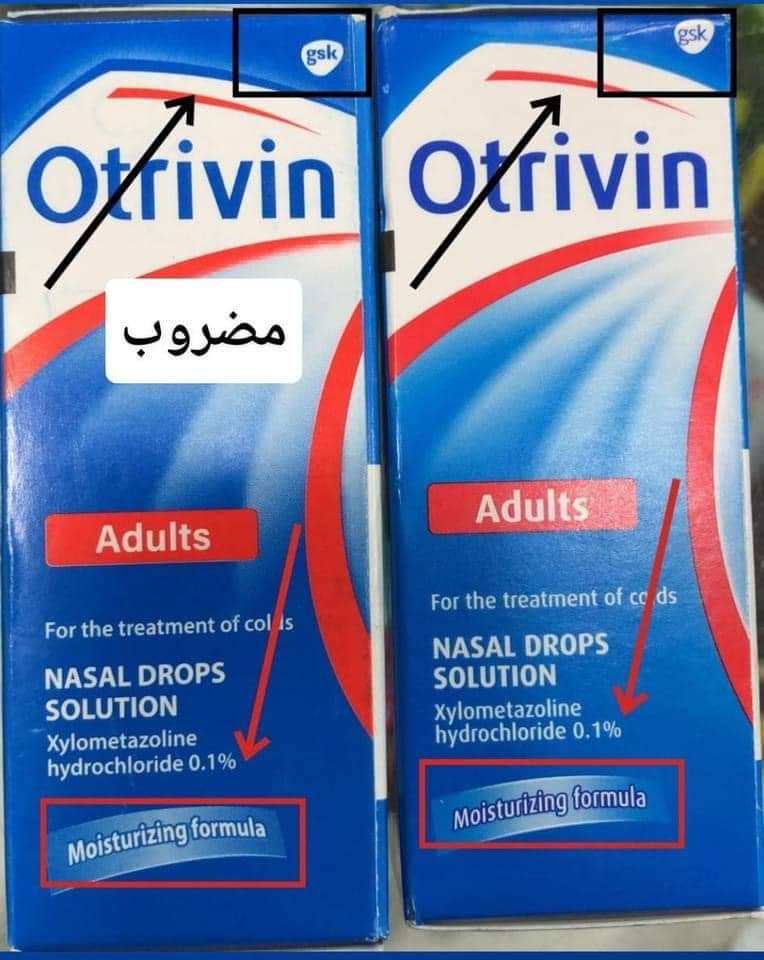 gsk
Otrivin
مضروب
Adults
For the treatment of colds
NASAL DROPS
SOLUTION
Xylometazoline
hydrochloride 0.1%
Moisturizing formula
gsk
Otrivin
Adults
For the treatment of colds
NASAL DROPS
SOLUTION
Xylometazoline
hydrochloride 0.1%
Moisturizing formula